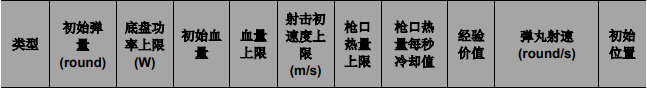 类型
初始弹
量
(round)
底盘功
率上限
(W)
初始血
量
血量
上限
射击初
速度上
限
(m/s)
枪口
热量
上限
枪口热
量每秒
冷却值
经验
价值
弹丸射速
(round/s)
初始
位置